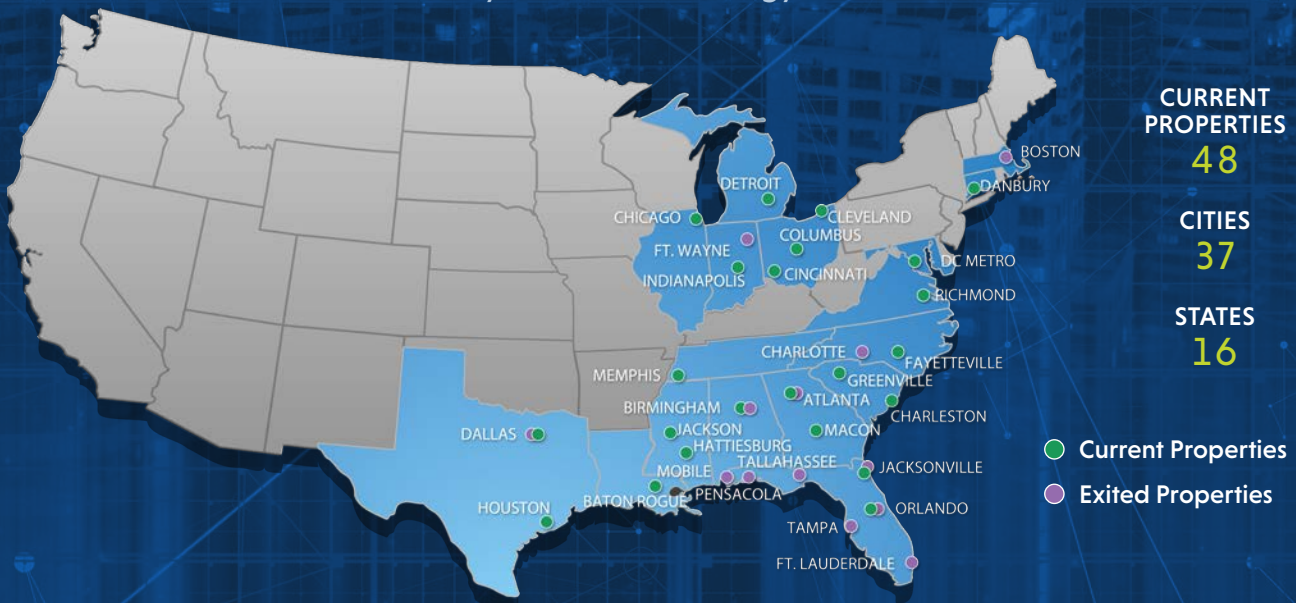 BOSTON
DANBURY
DETROIT
CHICAGO
CLEVELAND
COLUMBUS
FT. WAYNE
INDIANAPOLIS
CINCINNATI
DC METRO
RICHMOND
CHARLOTTE
FAYETTEVILLE
MEMPHIS
GREENVILLE
ATLANTA
BIRMINGHAM
CHARLESTON
DALLAS
JACKSON
MACON
HATTIESBURG
TALLAHASSEE
MOBILE
JACKSONVILLE
PENSACOLA
BATON ROGUE
HOUSTON
ORLANDO
TAMPA
FT. LAUDERDALE
CURRENT
PROPERTIES
48
CITIES
37
STATES
16
Current Properties
Exited Properties